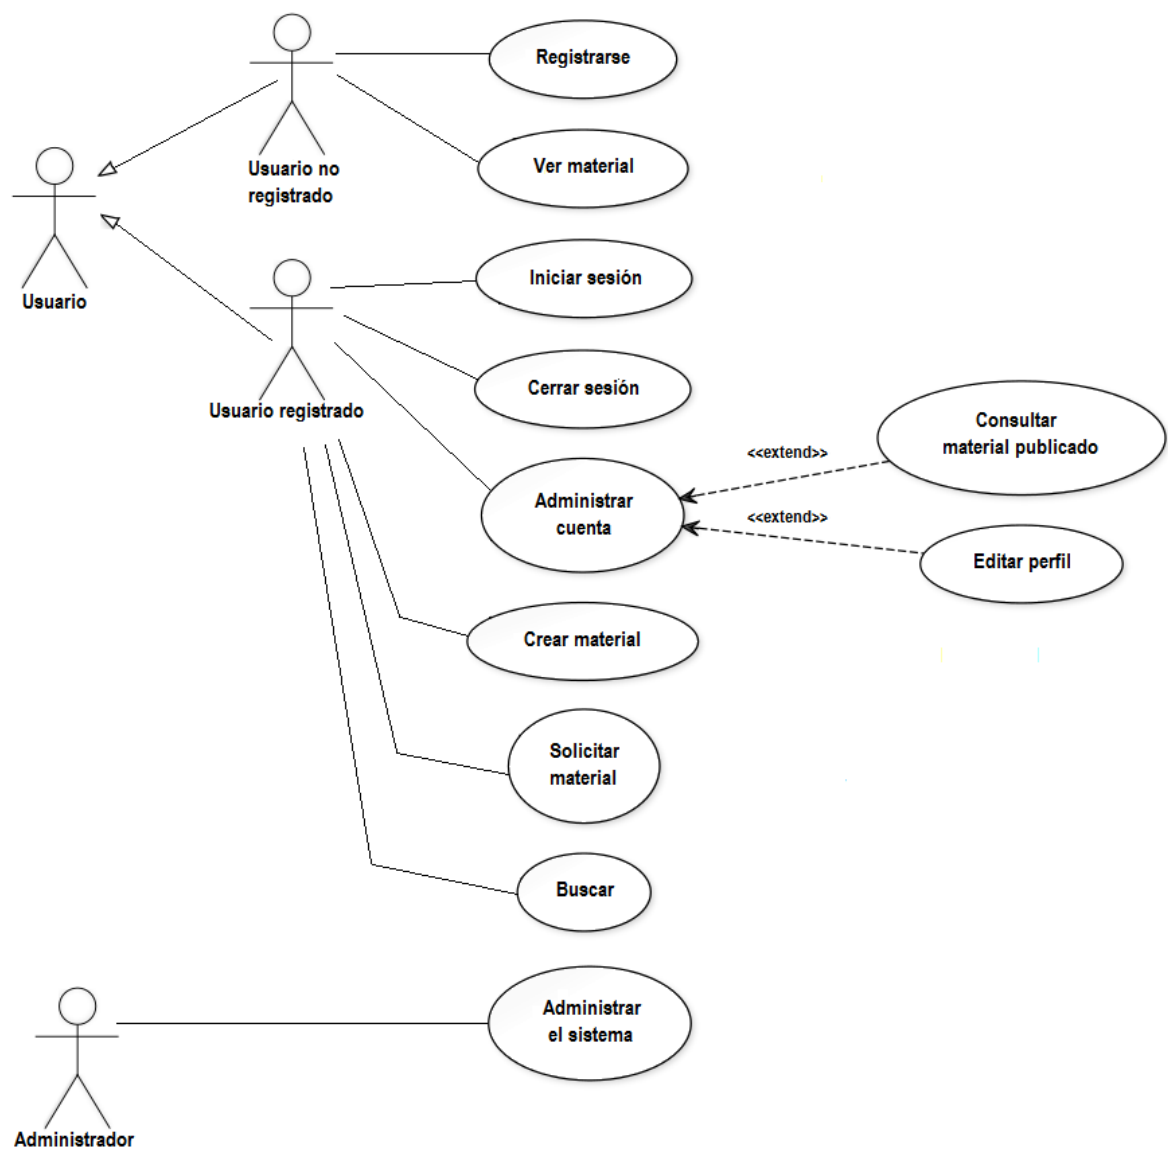 Registrarse
Usuario no
registrado
Ver material
Usuario
Iniciar sesión
Cerrar sesión
Usuario registrado
Consultar
material publicado
<<extend>>
Administrar
cuenta
<<extend>>
Editar perfil
Crear material
Solicitar
material
Buscar
Administrar
el sistema
Administrador